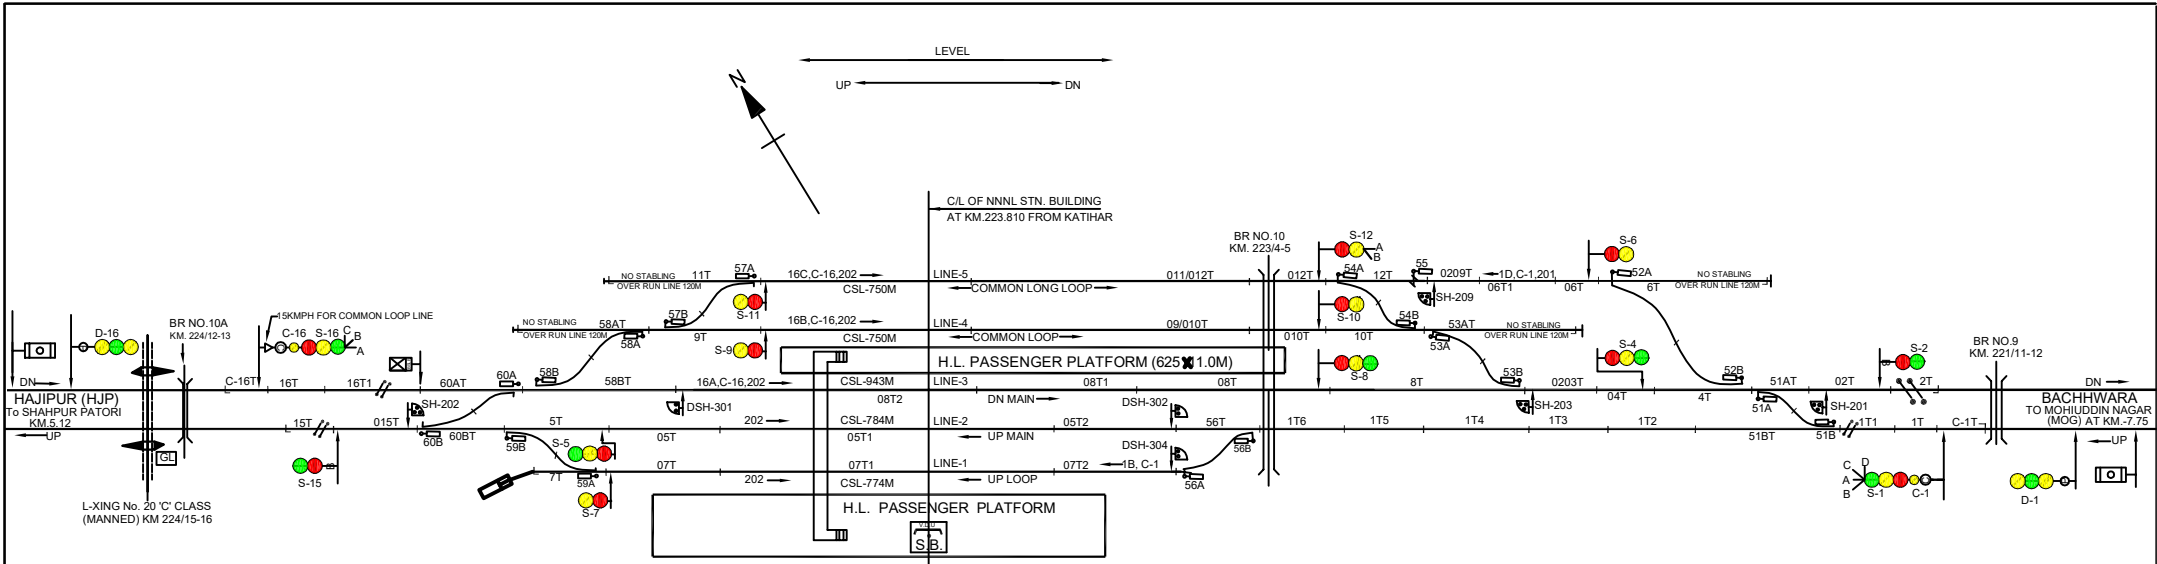 LEVEL
UP
DN
N
C/L OF NNNL STN. BUILDING
AT KM.223.810 FROM KATIHAR
BR NO.10
KM. 223/4-5
S-12
A
B
S-6
NO STABLING
OVER RUN LINE 120M
11T
57A
16C,C-16,202
CSL-750M
LINE-5
COMMON LONG LOOP
011/012T
012T
54A
12T
55
0209T
1D,C-1,201
06T1
06T
52A
6T
NO STABLING
OVER RUN LINE 120M
S-11
S-10
SH-209
15KMPH FOR COMMON LOOP LINE
D-16
BR NO.10A
KM. 224/12-13
C-16
S-16
C
B
A
NO STABLING
OVER RUN LINE 120M
58AT
58A
57B
9T
16B,C-16,202
CSL-750M
LINE-4
COMMON LOOP
09/010T
010T
10T
54B
53AT
53A
NO STABLING
OVER RUN LINE 120M
S-9
H.L. PASSENGER PLATFORM (625 X 11.0M)
S-8
S-4
S-2
B
BR NO.9
KM. 221/11-12
DN
C-16T
16T
16T1
60AT
60A
58B
58BT
16A,C-16,202
CSL-943M
LINE-3
08T1
08T
8T
53B
0203T
04T
4T
52B
51AT
02T
2T
DN
HAJIPUR (HJP)
To SHAHPUR PATORI
KM.5.12
UP
SH-202
DSH-301
08T2
DN MAIN
DSH-302
SH-203
51A
SH-201
BACHHWARA
TO MOHIUDDIN NAGAR
(MOG) AT KM.-7.75
UP
15T
015T
60B
60BT
59B
5T
S-5
05T
202
CSL-784M
LINE-2
05T1
UP MAIN
05T2
56T
56B
1T6
1T5
1T4
1T3
1T2
51BT
51B
1T1
1T
C-1T
GL
B
S-15
DSH-304
7T
59A
07T
07T1
LINE-1
07T2
1B, C-1
56A
202
CSL-774M
UP LOOP
S-7
C
D
A
B
S-1
C-1
D-1
L-XING No. 20 'C' CLASS
(MANNED) KM 224/15-16
H.L. PASSENGER PLATFORM
S.B.